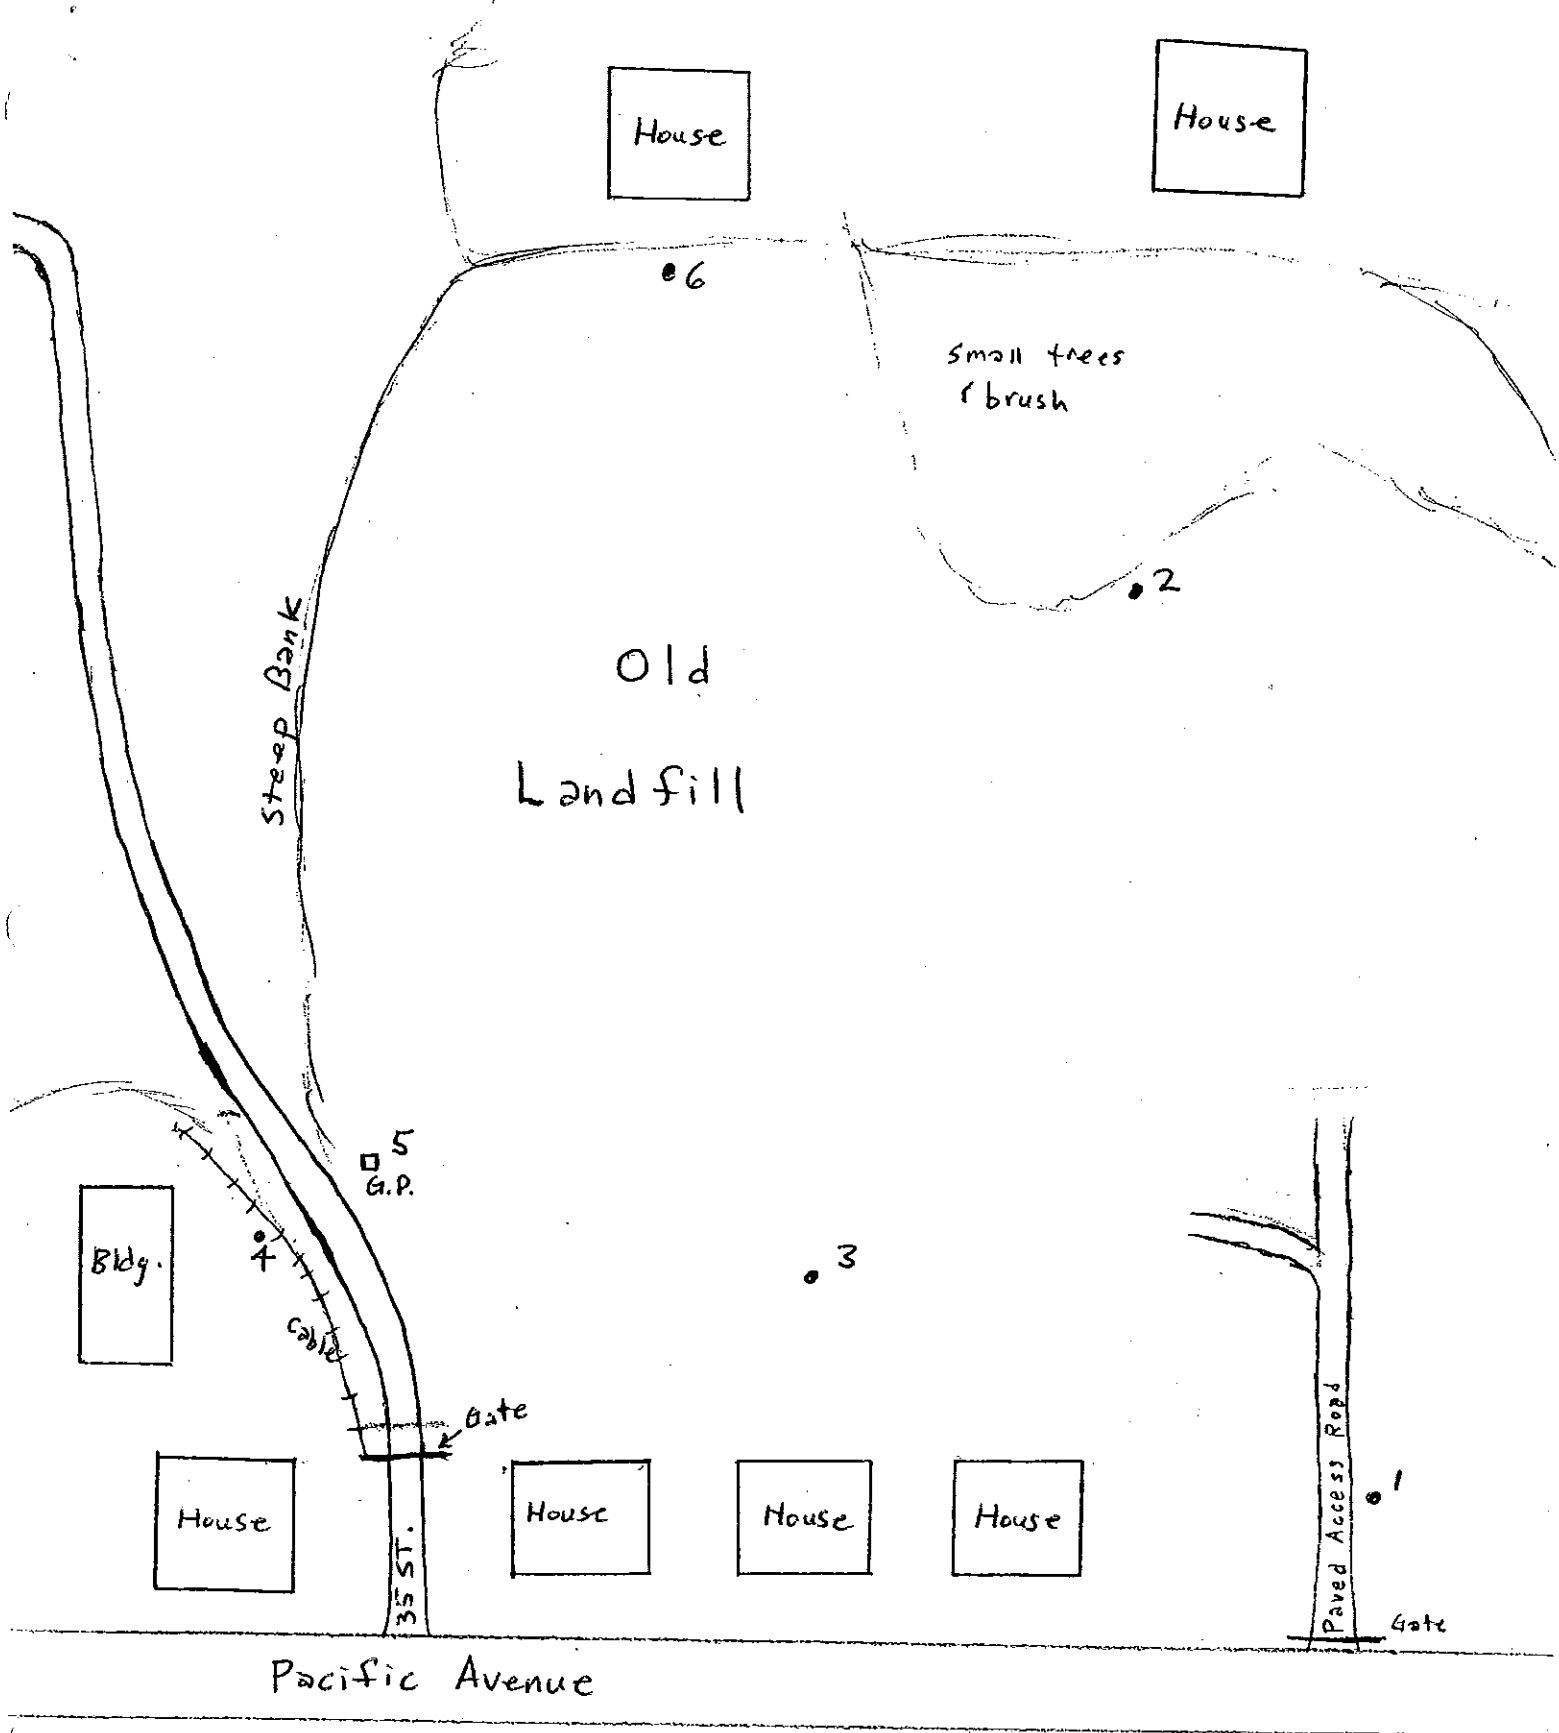 House
House
6
small trees
& brush
2
Steep Bank
Old
Landfill
5
G.P.
4
Bldg.
3
Cable
Gate
House
House
House
House
1
35 ST.
Paved Access Road
Gate
Pacific Avenue